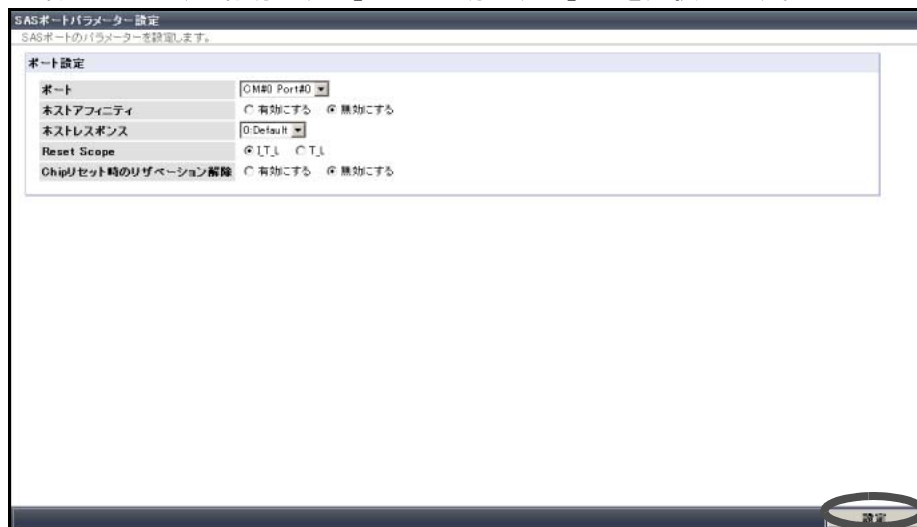 SASポートパラメーター設定
SASポートのパラメーターを設定します。
ポート設定
ポート CM#0 Port#0
ホストアフィニティ 有効にする 無効にする
ホストレスポンス 0:Default
Reset Scope I_T_L T_L
Chipリセット時のリザベーション解除 有効にする 無効にする
設定